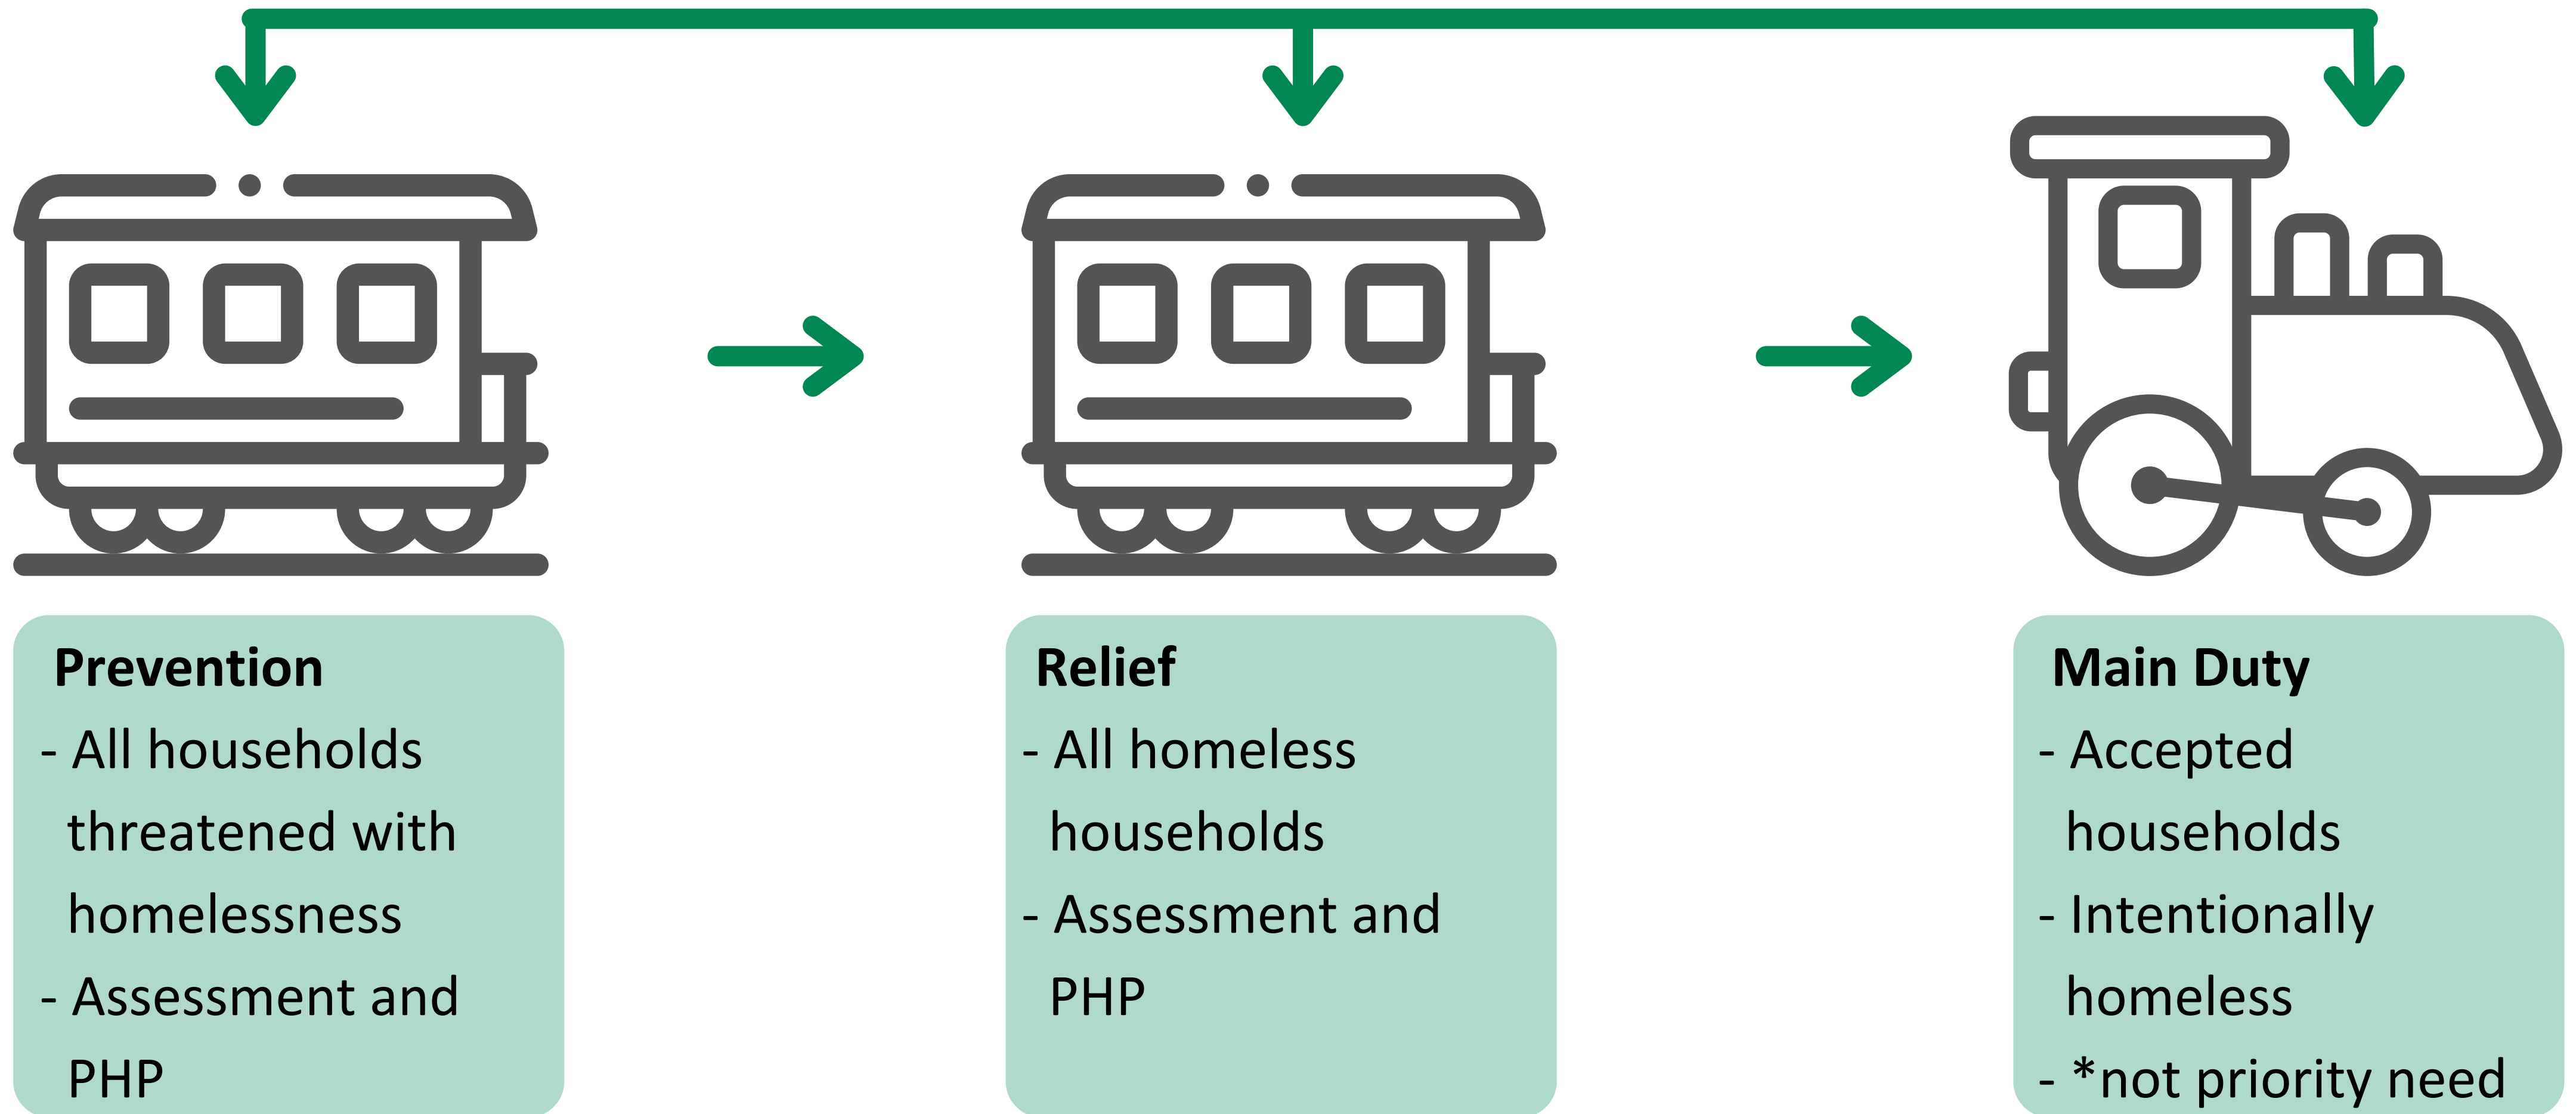 Prevention
- All households
threatened with
homelessness
- Assessment and
PHP
Relief
- All homeless
households
- Assessment and
PHP
Main Duty
- Accepted
households
- Intentionally
homeless
- *not priority need